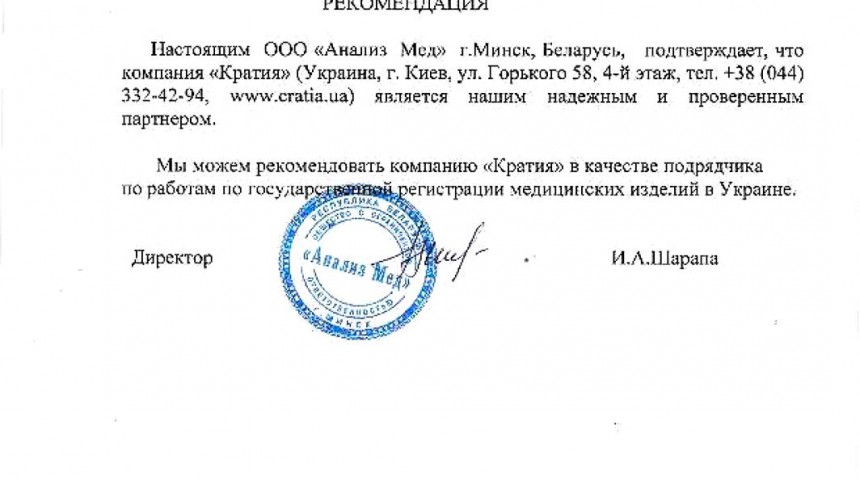 РЕКОМЕНДАЦИЯ
Настоящим ООО «Анализ Мед» г.Минск, Беларусь, подтверждает, что
компания «Кратия» (Украина, г. Киев, ул. Горького 58, 4-й этаж, тел. +38 (044)
332-42-94, www.cratia.ua) является нашим надежным и проверенным
партнером.
Мы можем рекомендовать компанию «Кратия» в качестве подрядчика
по работам по государственной регистрации медицинских изделий в Украине.
Директор
И.А.Шарапа
РЕСПУБЛИКА БЕЛАРУСЬ
ОБЩЕСТВО С ОГРАНИЧЕННОЙ
«Анализ Мед»
ОТВЕТСТВЕННОСТЬЮ
Г. МИНСК